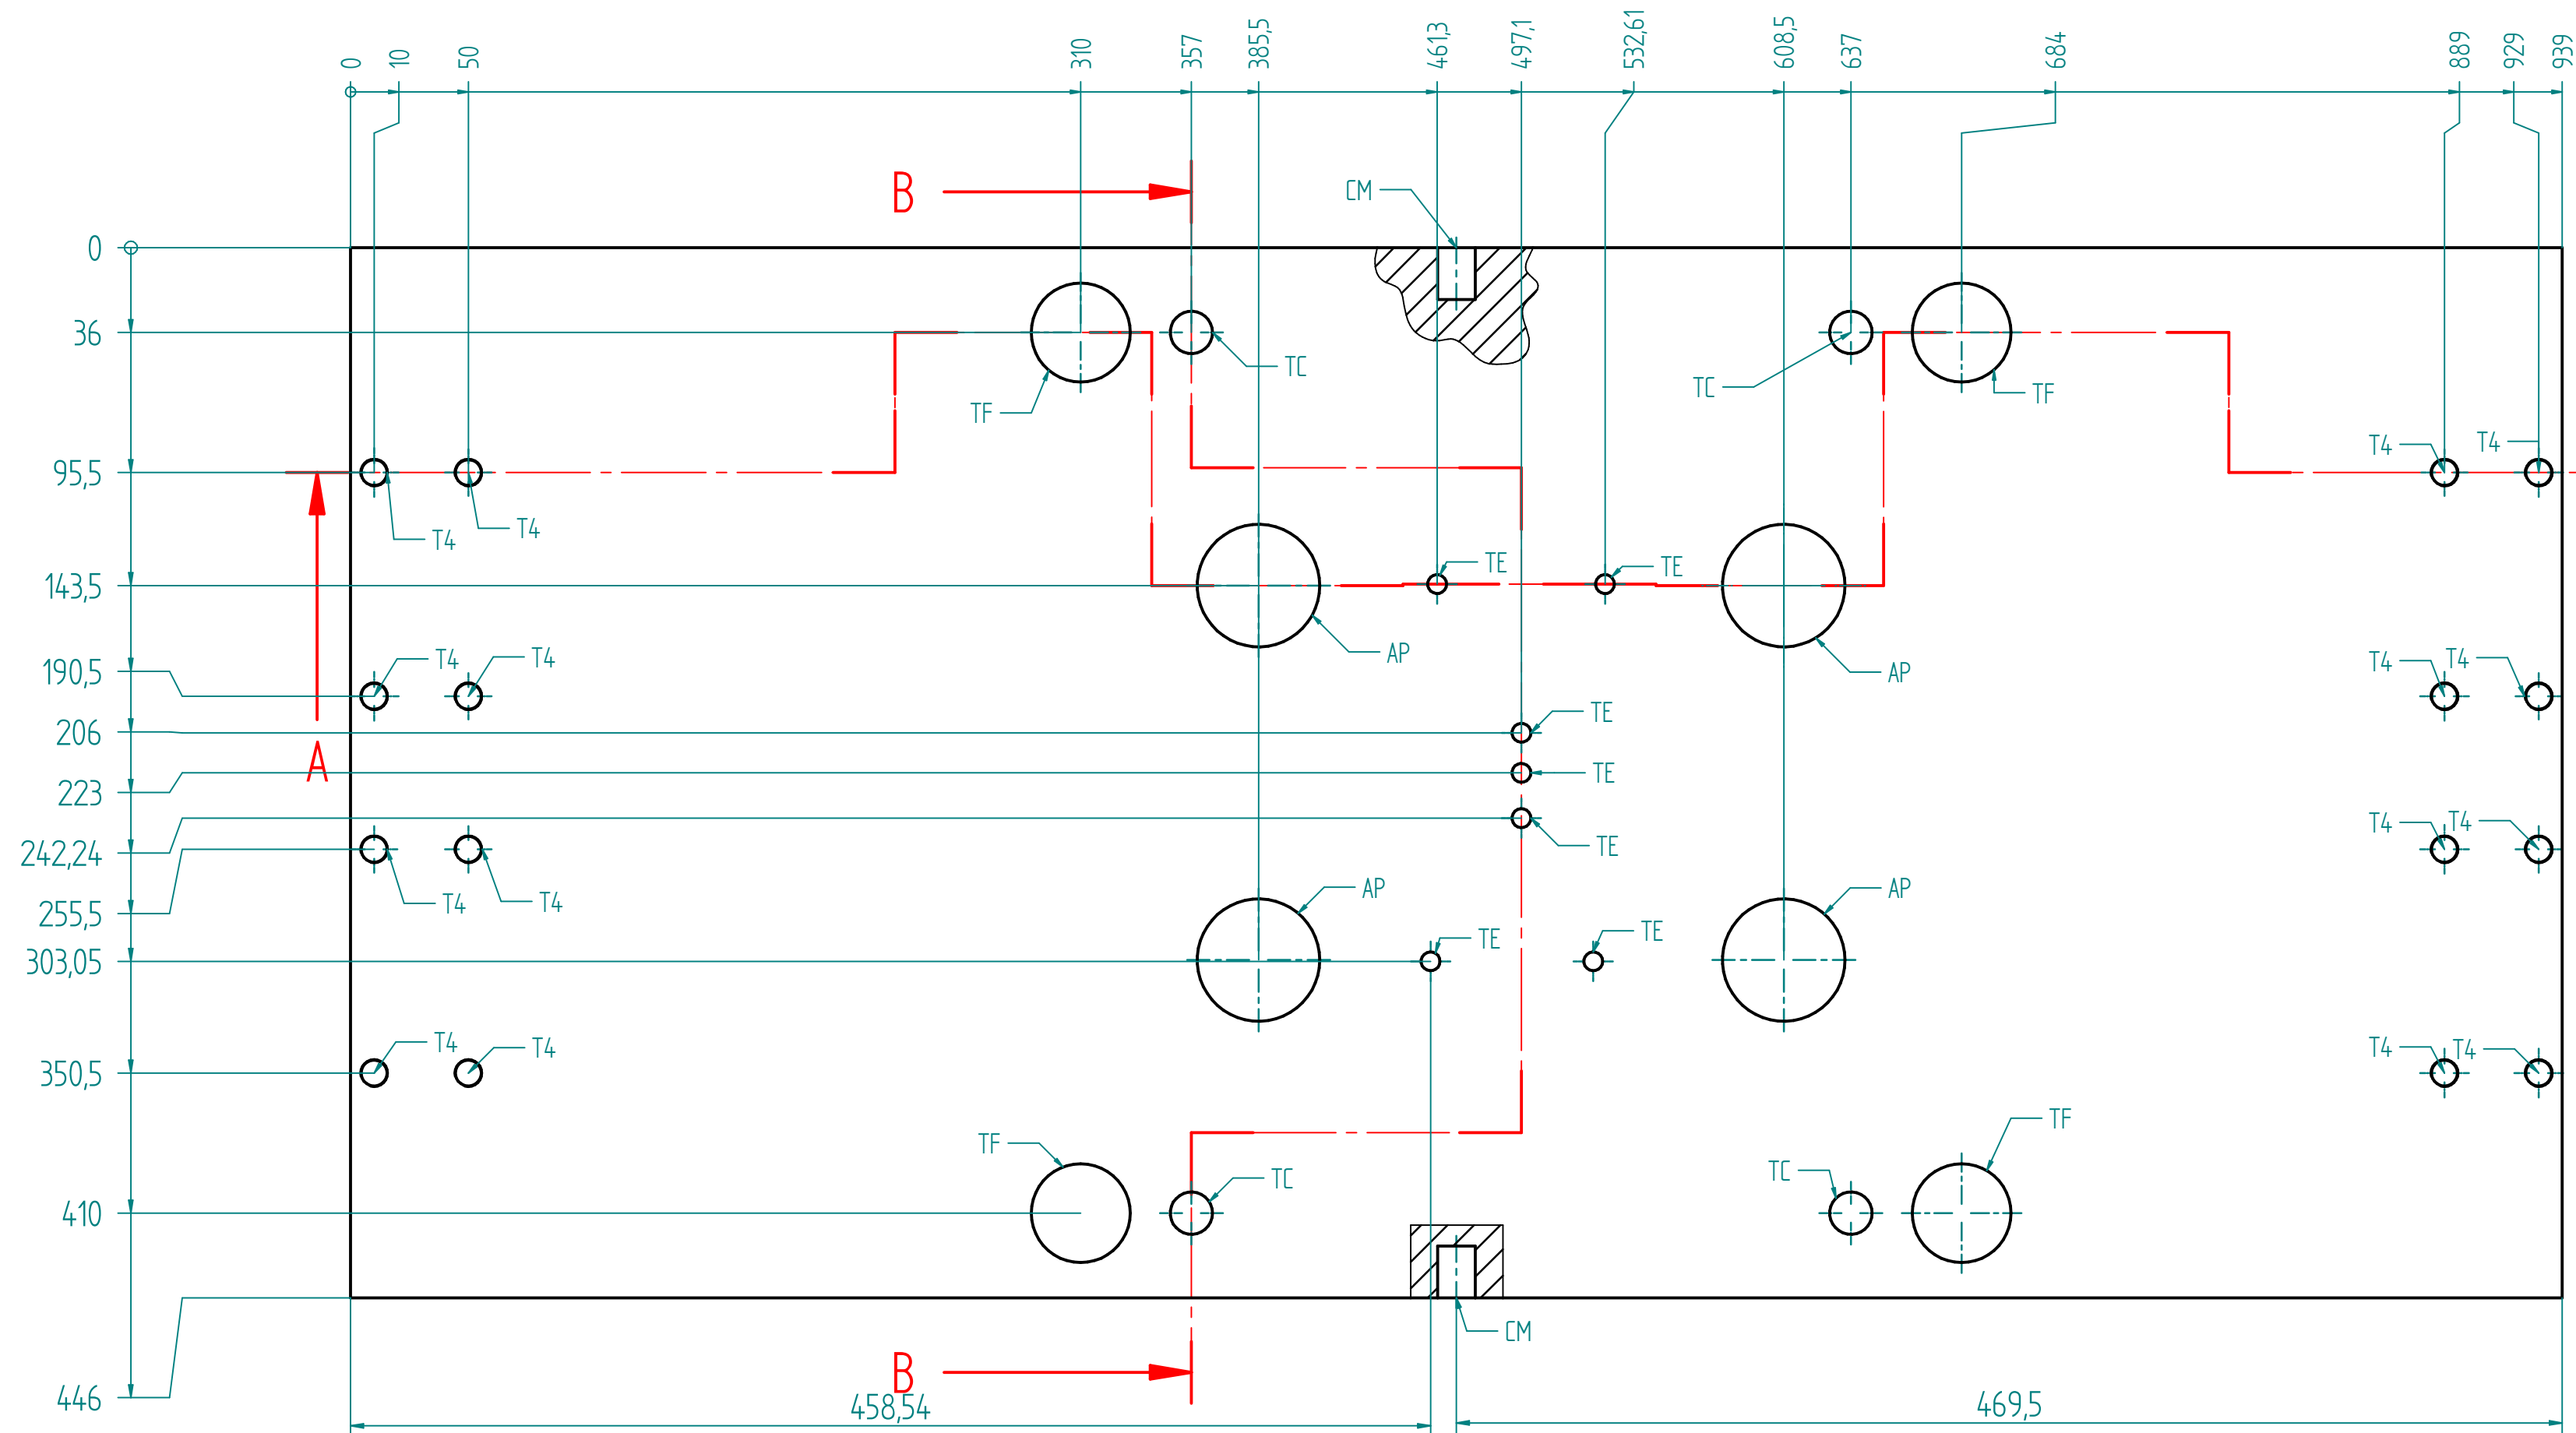 0
10
50
310
357
385,5
461,3
497,1
532,61
608,5
637
684
889
929
939
B
CM
0
36
TC
TC
TF
TF
T4
T4
95,5
T4
T4
TE
TE
143,5
AP
AP
190,5
T4
T4
T4
T4
206
TE
A
223
TE
242,24
TE
T4
T4
255,5
T4
T4
AP
AP
303,05
TE
TE
350,5
T4
T4
T4
T4
TF
TF
410
TC
TC
CM
B
446
458,54
469,5